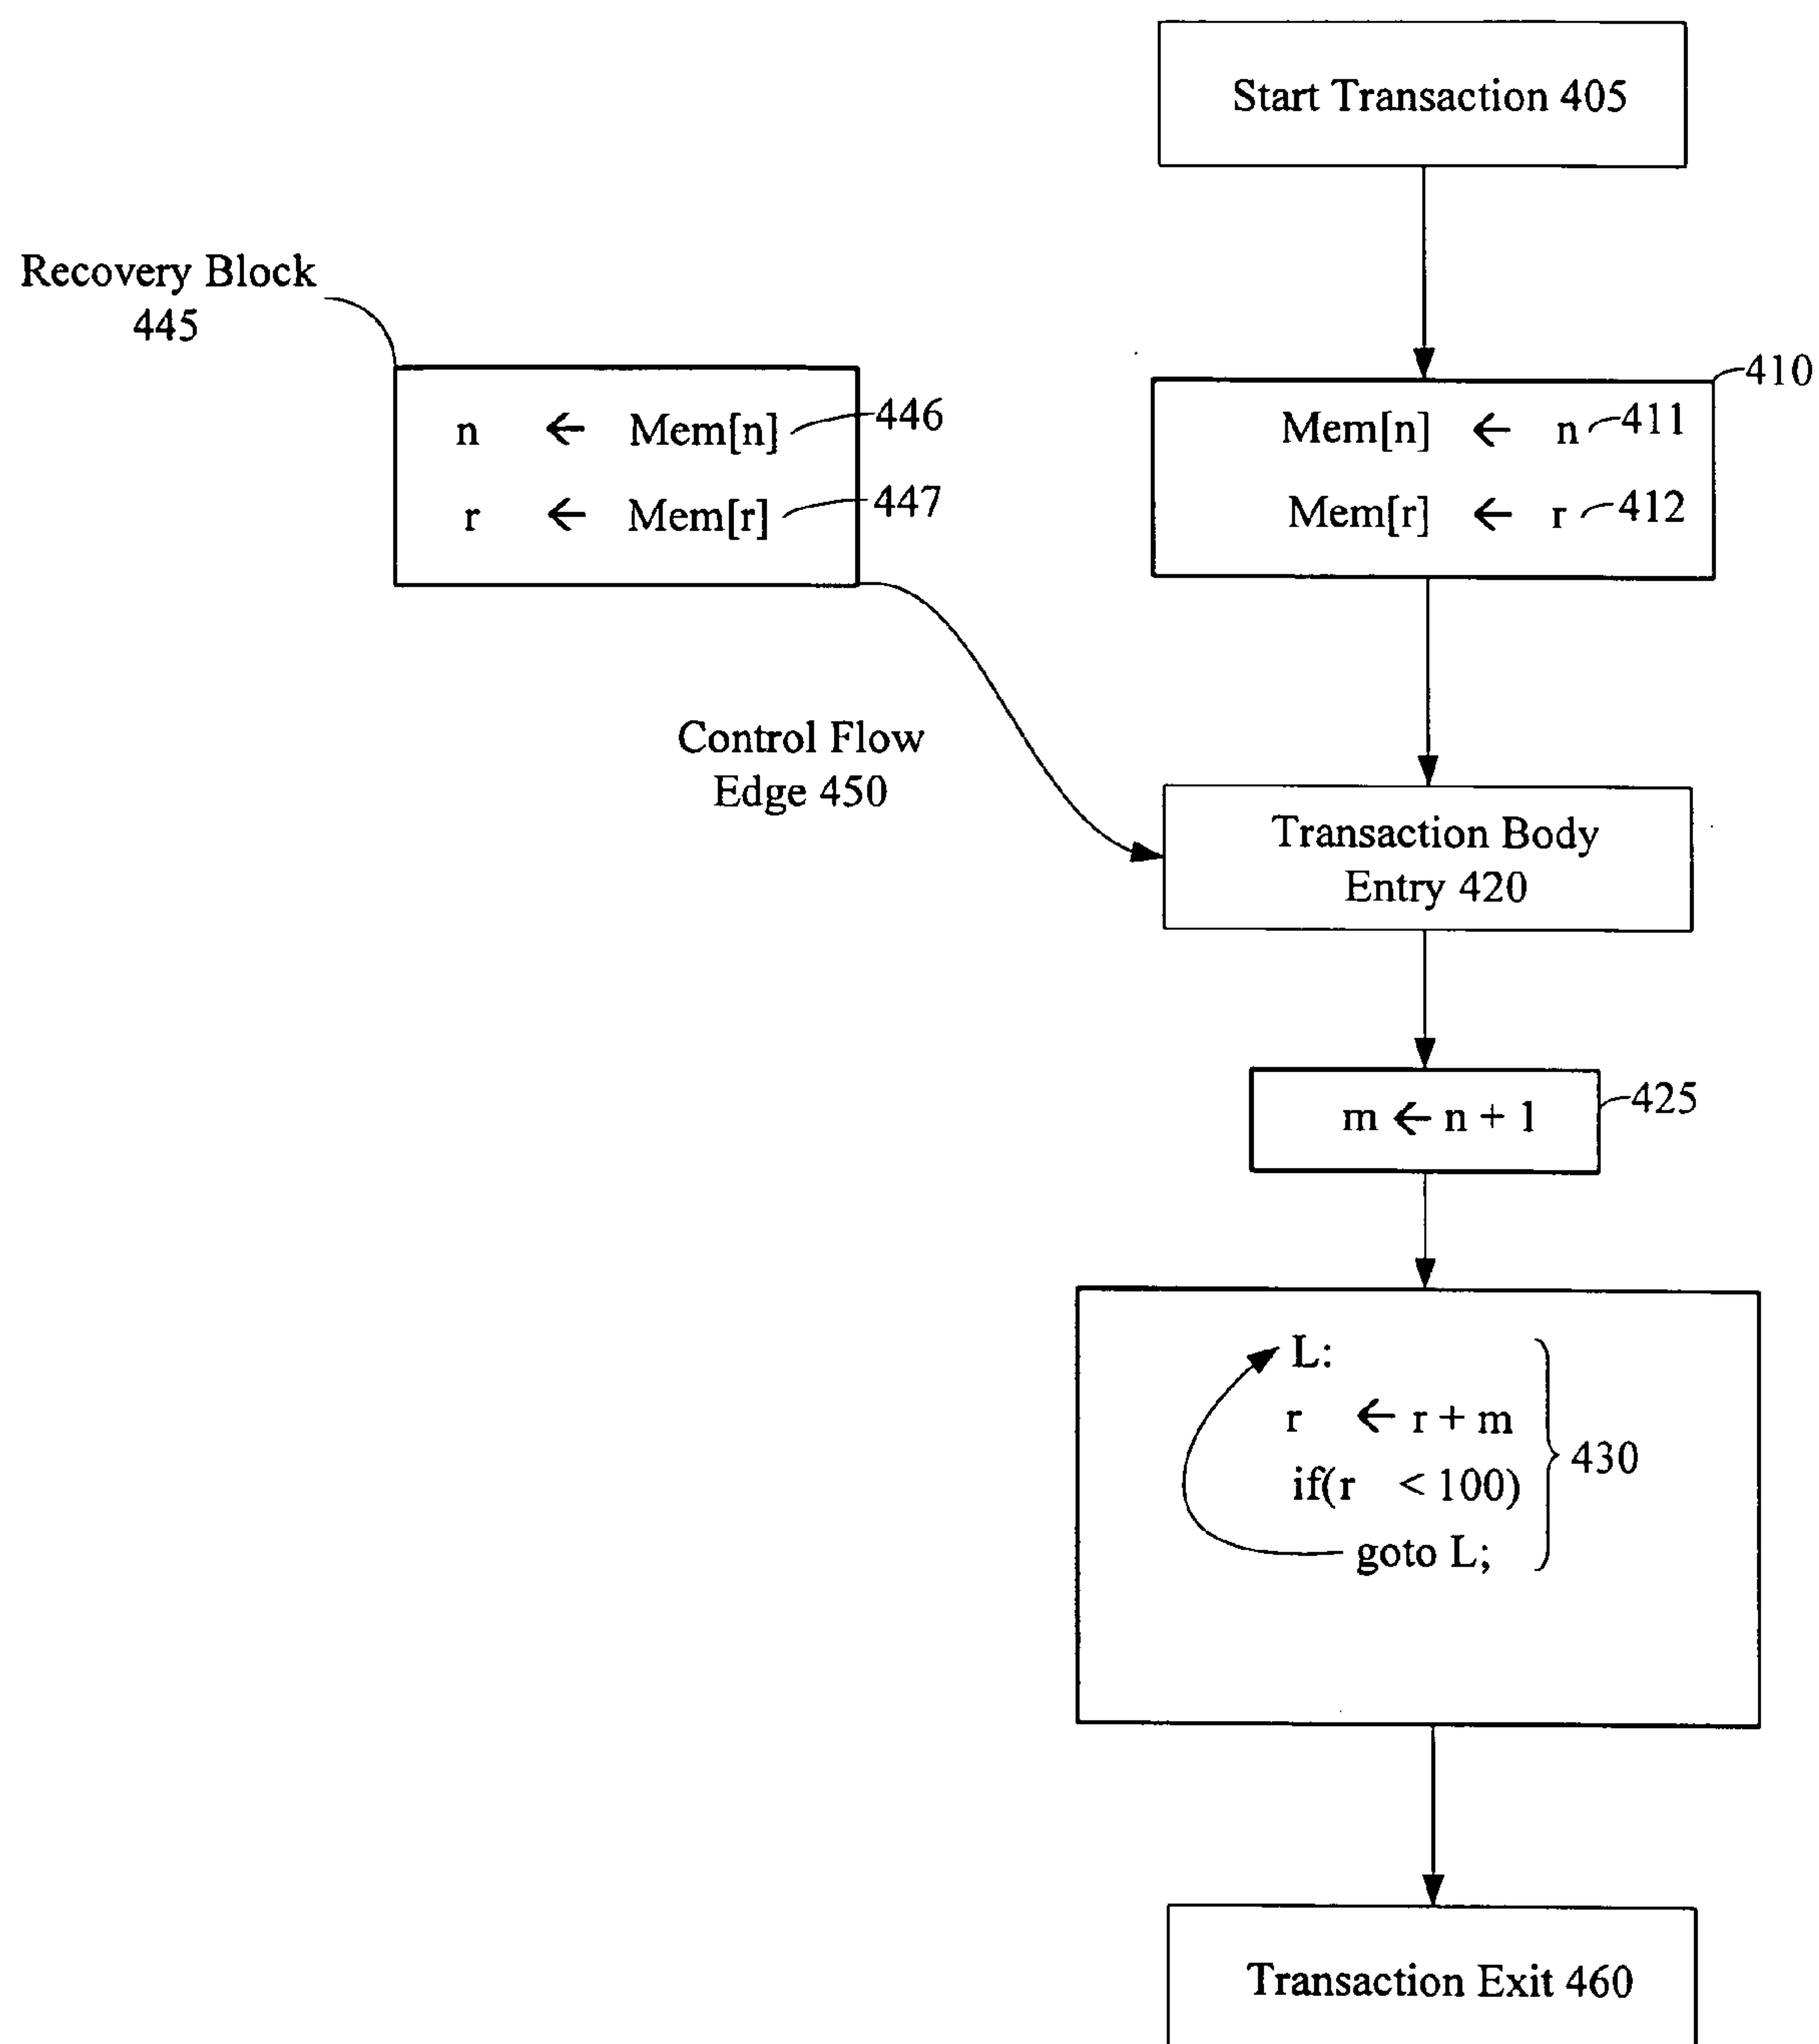 Start Transaction 405
Recovery Block
445
410
n ← Mem[n] 446
r ← Mem[r] 447
Mem[n] ← n 411
Mem[r] ← r 412
Control Flow
Edge 450
Transaction Body
Entry 420
m ← n + 1
425
L:
r ← r + m
if(r < 100)
goto L;
430
Transaction Exit 460